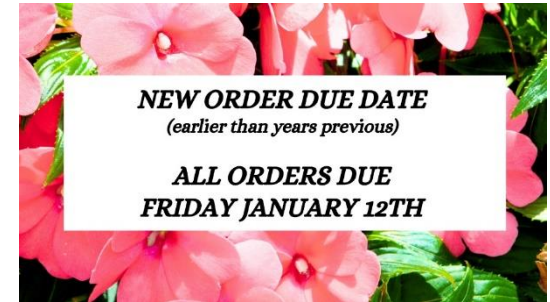 NEW ORDER DUE DATE
(earlier than years previous)
ALL ORDERS DUE
FRIDAY JANUARY 12TH